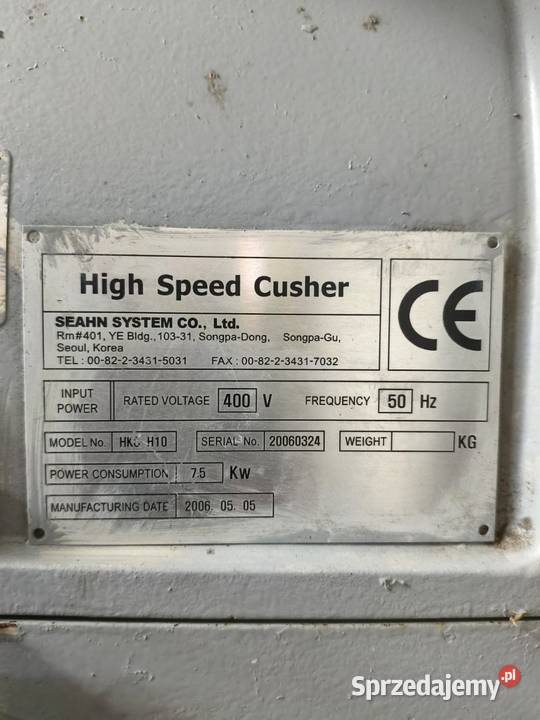 High Speed Cusher
SEAHN SYSTEM CO., Ltd.
Rm#401, YE Bldg., 103-31, Songpa-Dong, Songpa-Gu,
Seoul, Korea
TEL : 00-82-2-3431-5031 FAX : 00-82-2-3431-7032
CE
INPUT POWER RATED VOLTAGE 400 V FREQUENCY 50 Hz
MODEL No. H10 SERIAL No. 20060324 WEIGHT KG
POWER CONSUMPTION 7.5 Kw
MANUFACTURING DATE 2006. 05. 05
Sprzedajemy.pl